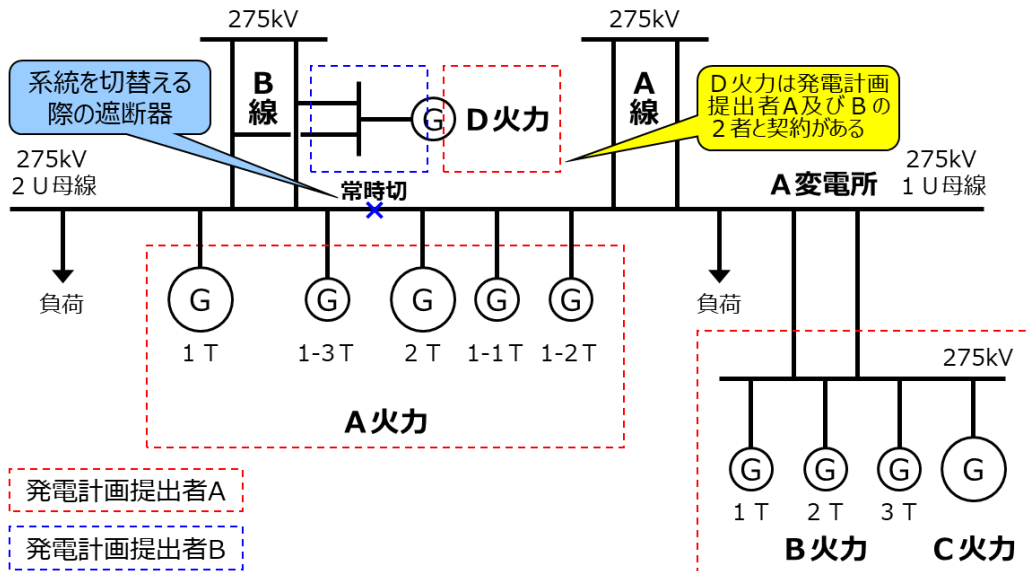 275kV
275kV
系統を切替える
際の遮断器
B
線
G
D火力
A
線
D火力は発電計画
提出者A及びBの
2者と契約がある
275kV
2U母線
常時切
A変電所
275kV
1U母線
負荷
G
G
G
G
G
負荷
1T
1-3T
2T
1-1T
1-2T
A火力
275kV
G
G
G
G
1T
2T
3T
B火力
C火力
発電計画提出者A
発電計画提出者B